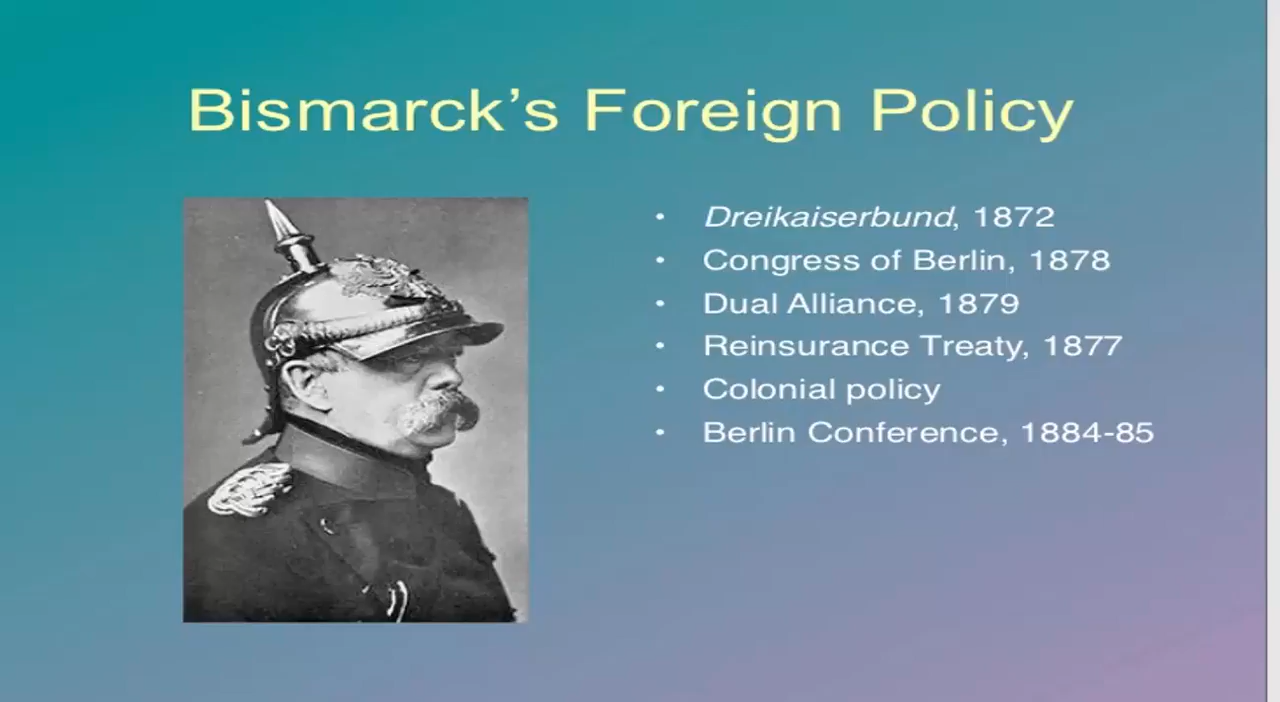 Bismarck’s Foreign Policy
• Dreikaiserbund, 1872
• Congress of Berlin, 1878
• Dual Alliance, 1879
• Reinsurance Treaty, 1877
• Colonial policy
• Berlin Conference, 1884-85